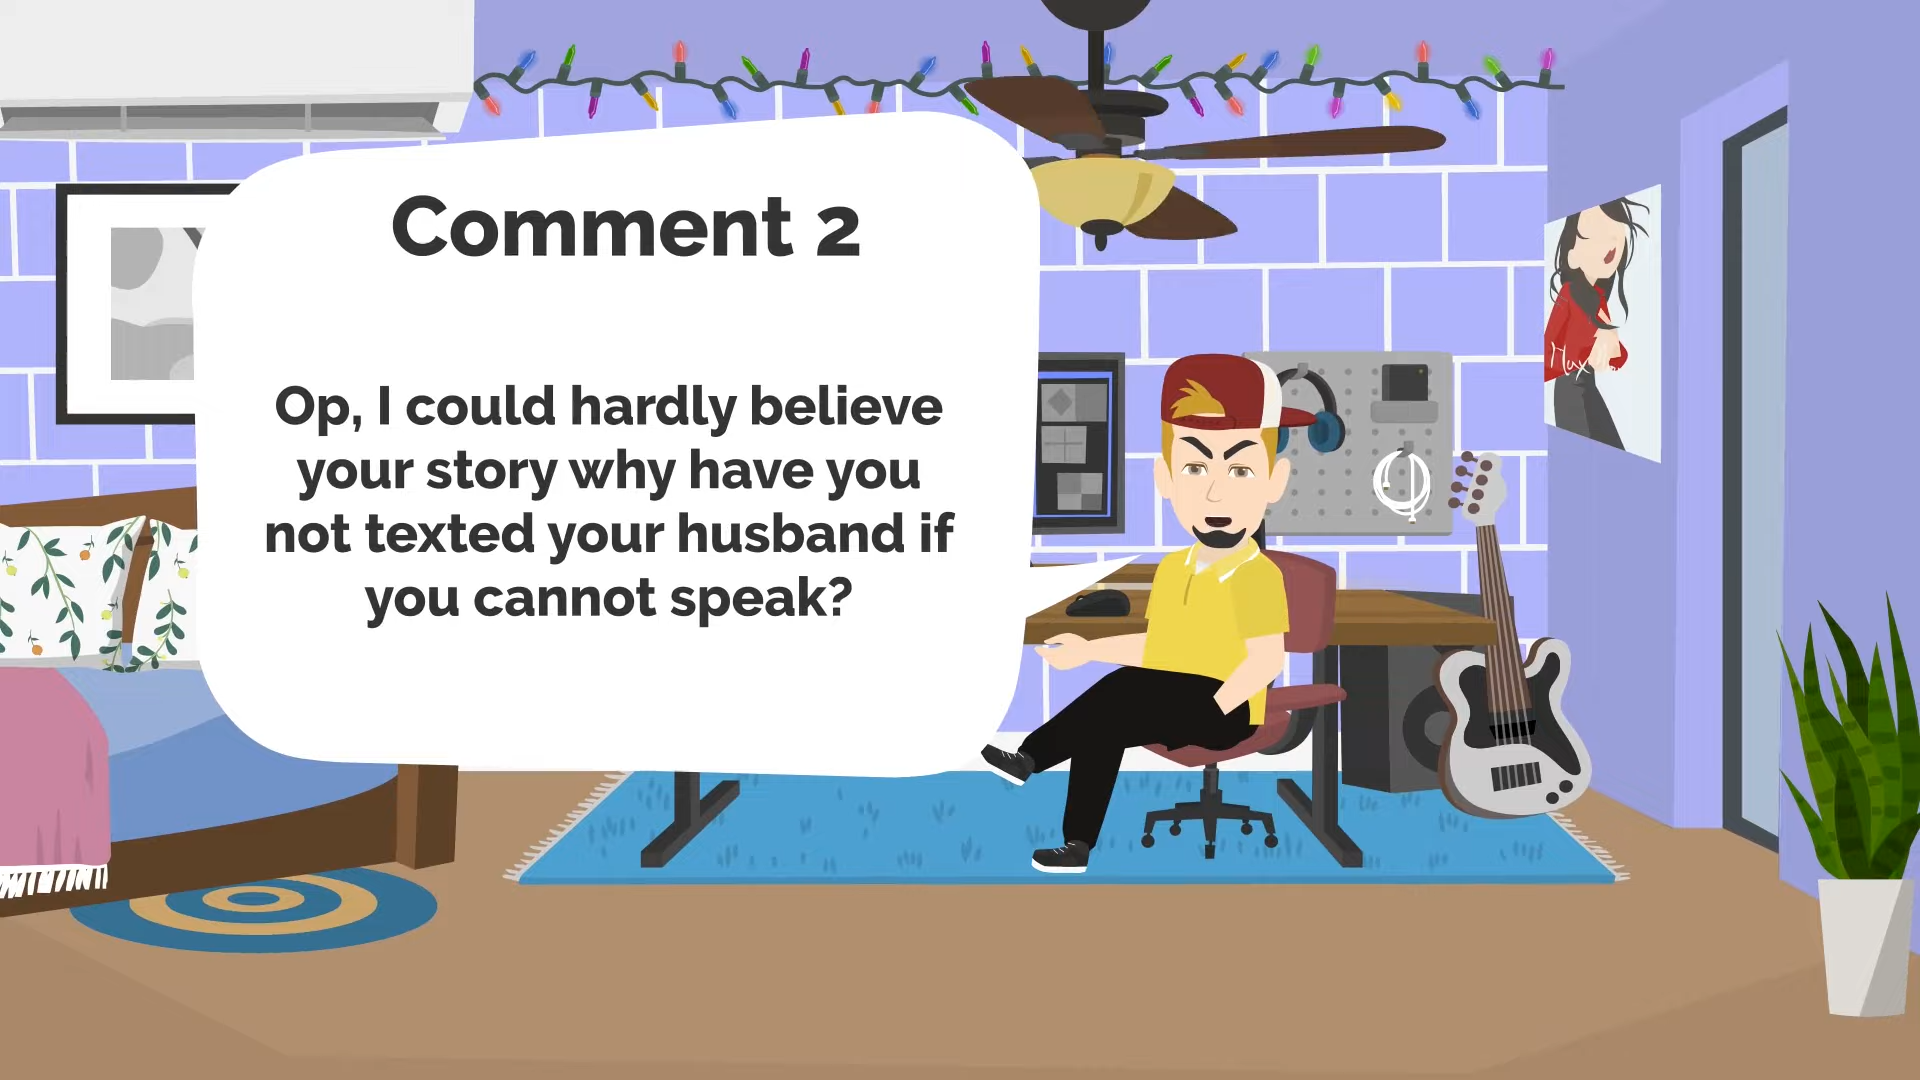 Comment 2
Op, I could hardly believe
your story why have you
not texted your husband if
you cannot speak?